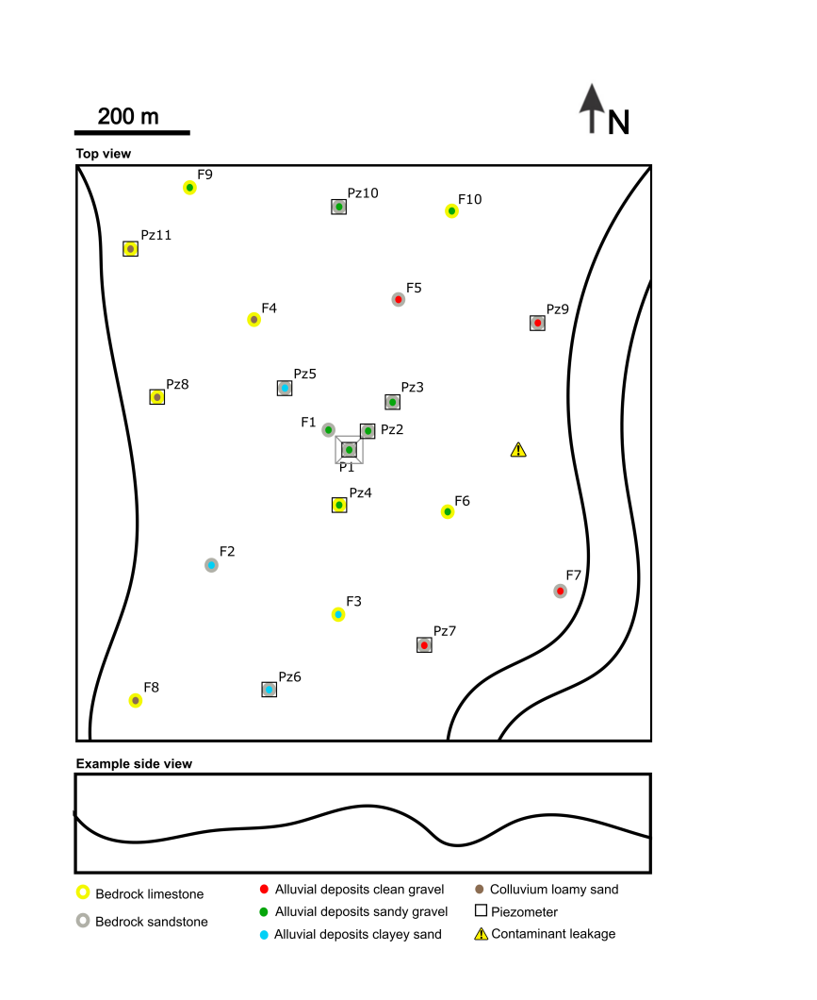 200 m
N
Top view
F9
Pz10
F10
Pz11
F5
F4
Pz9
Pz5
Pz8
Pz3
F1
Pz2
P1
Pz4
F6
F2
F7
F3
Pz7
Pz6
F8
Example side view
Bedrock limestone
Bedrock sandstone
Alluvial deposits clean gravel
Alluvial deposits sandy gravel
Alluvial deposits clayey sand
Colluvium loamy sand
Piezometer
Contaminant leakage